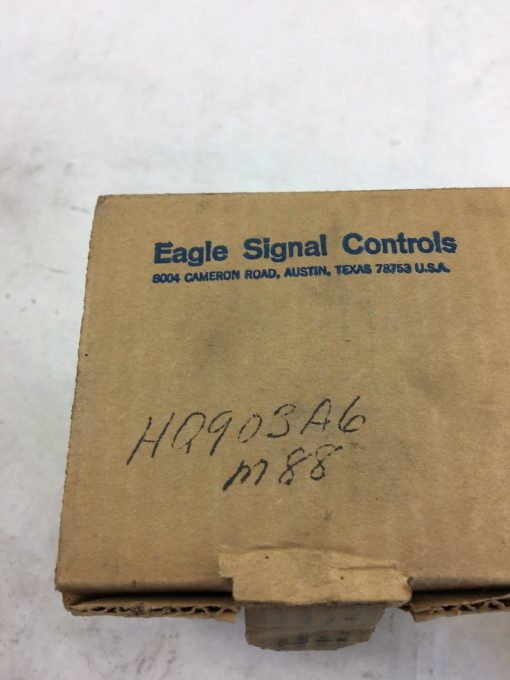 Eagle Signal Controls
8004 CAMERON ROAD, AUSTIN, TEXAS 78753 U.S.A.
HQ903A6
m88